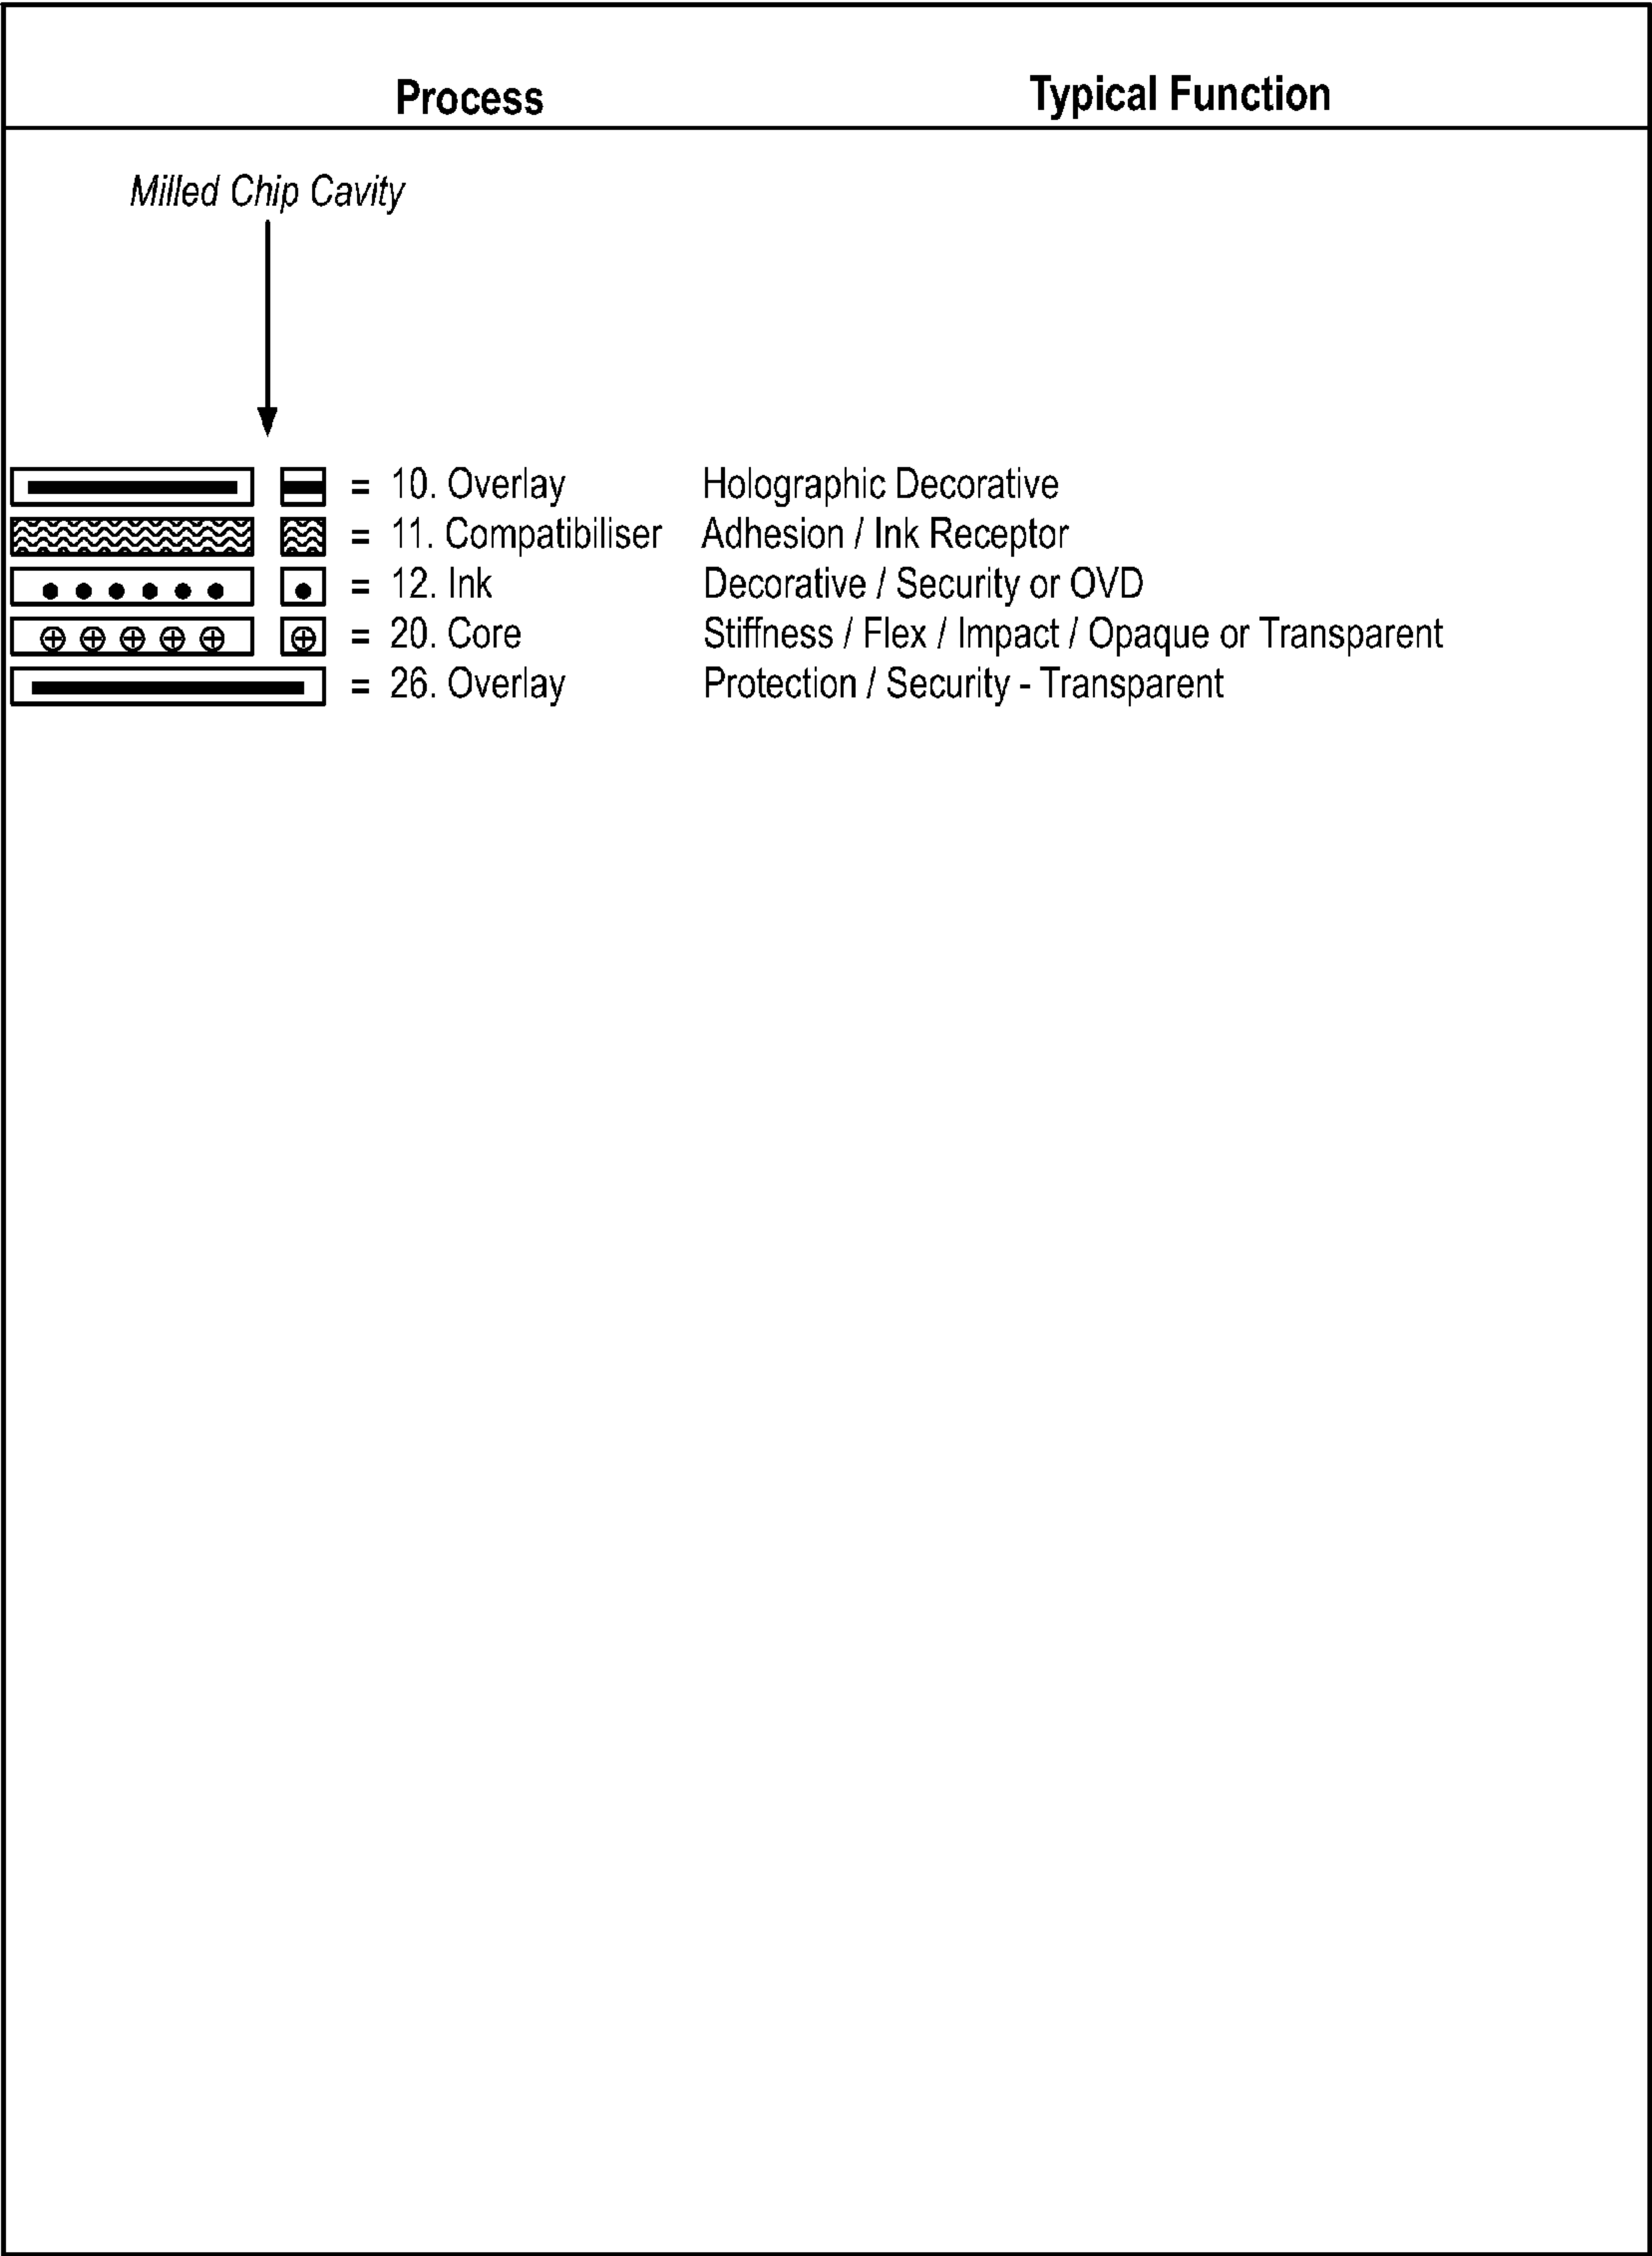 Process Typical Function
Milled Chip Cavity
= 10. Overlay Holographic Decorative
= 11. Compatibiliser Adhesion / Ink Receptor
= 12. Ink Decorative / Security or OVD
= 20. Core Stiffness / Flex / Impact / Opaque or Transparent
= 26. Overlay Protection / Security - Transparent